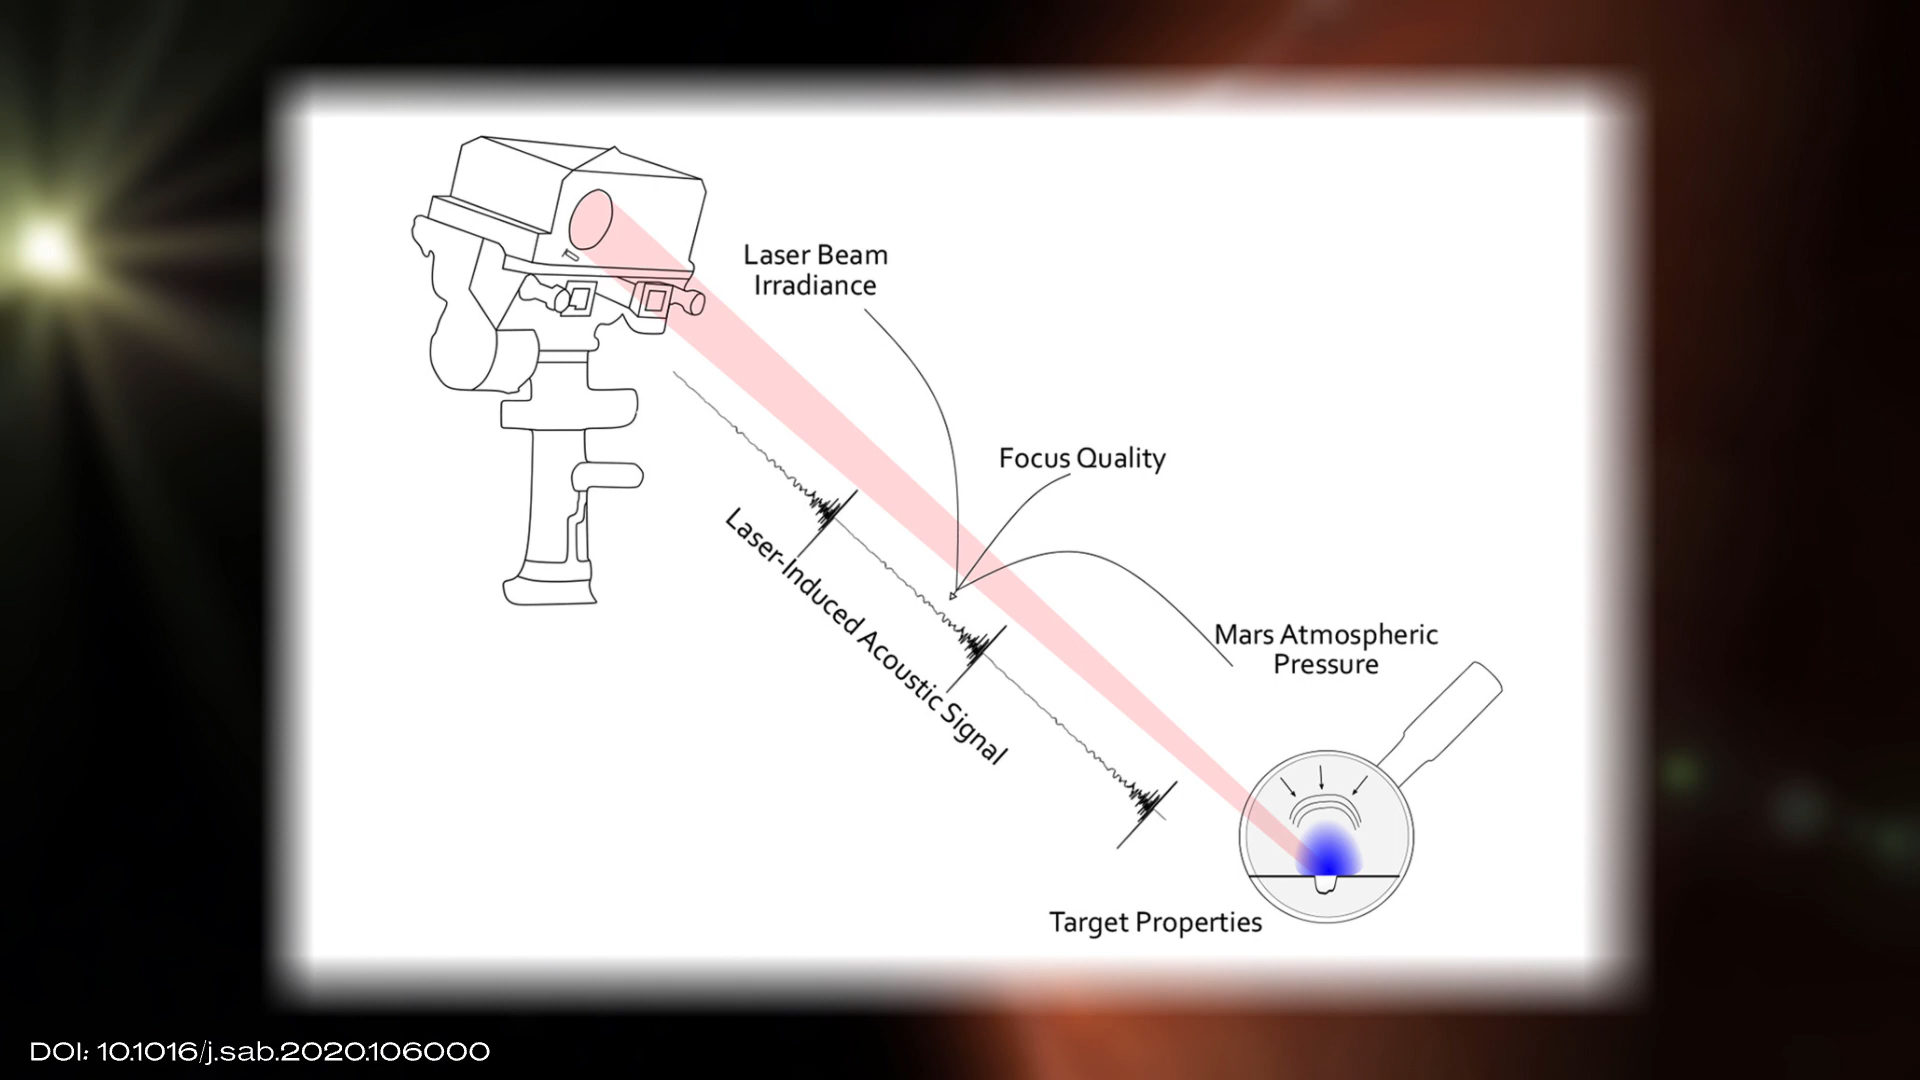 Laser Beam
Irradiance
Focus Quality
Laser-Induced Acoustic Signal
Mars Atmospheric
Pressure
Target Properties
DOI: 10.1016/j.sab.2020.106000